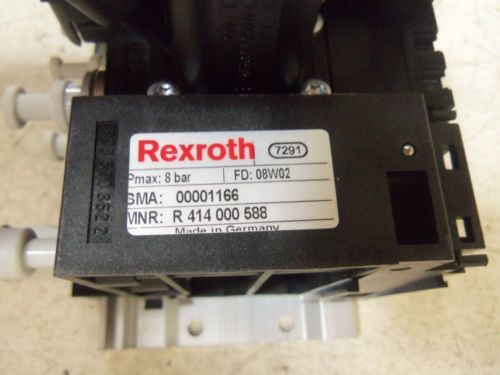 Rexroth 7291
Pmax: 8 bar FD: 08W02
SMA: 00001166
MNR: R 414 000 588
Made in Germany